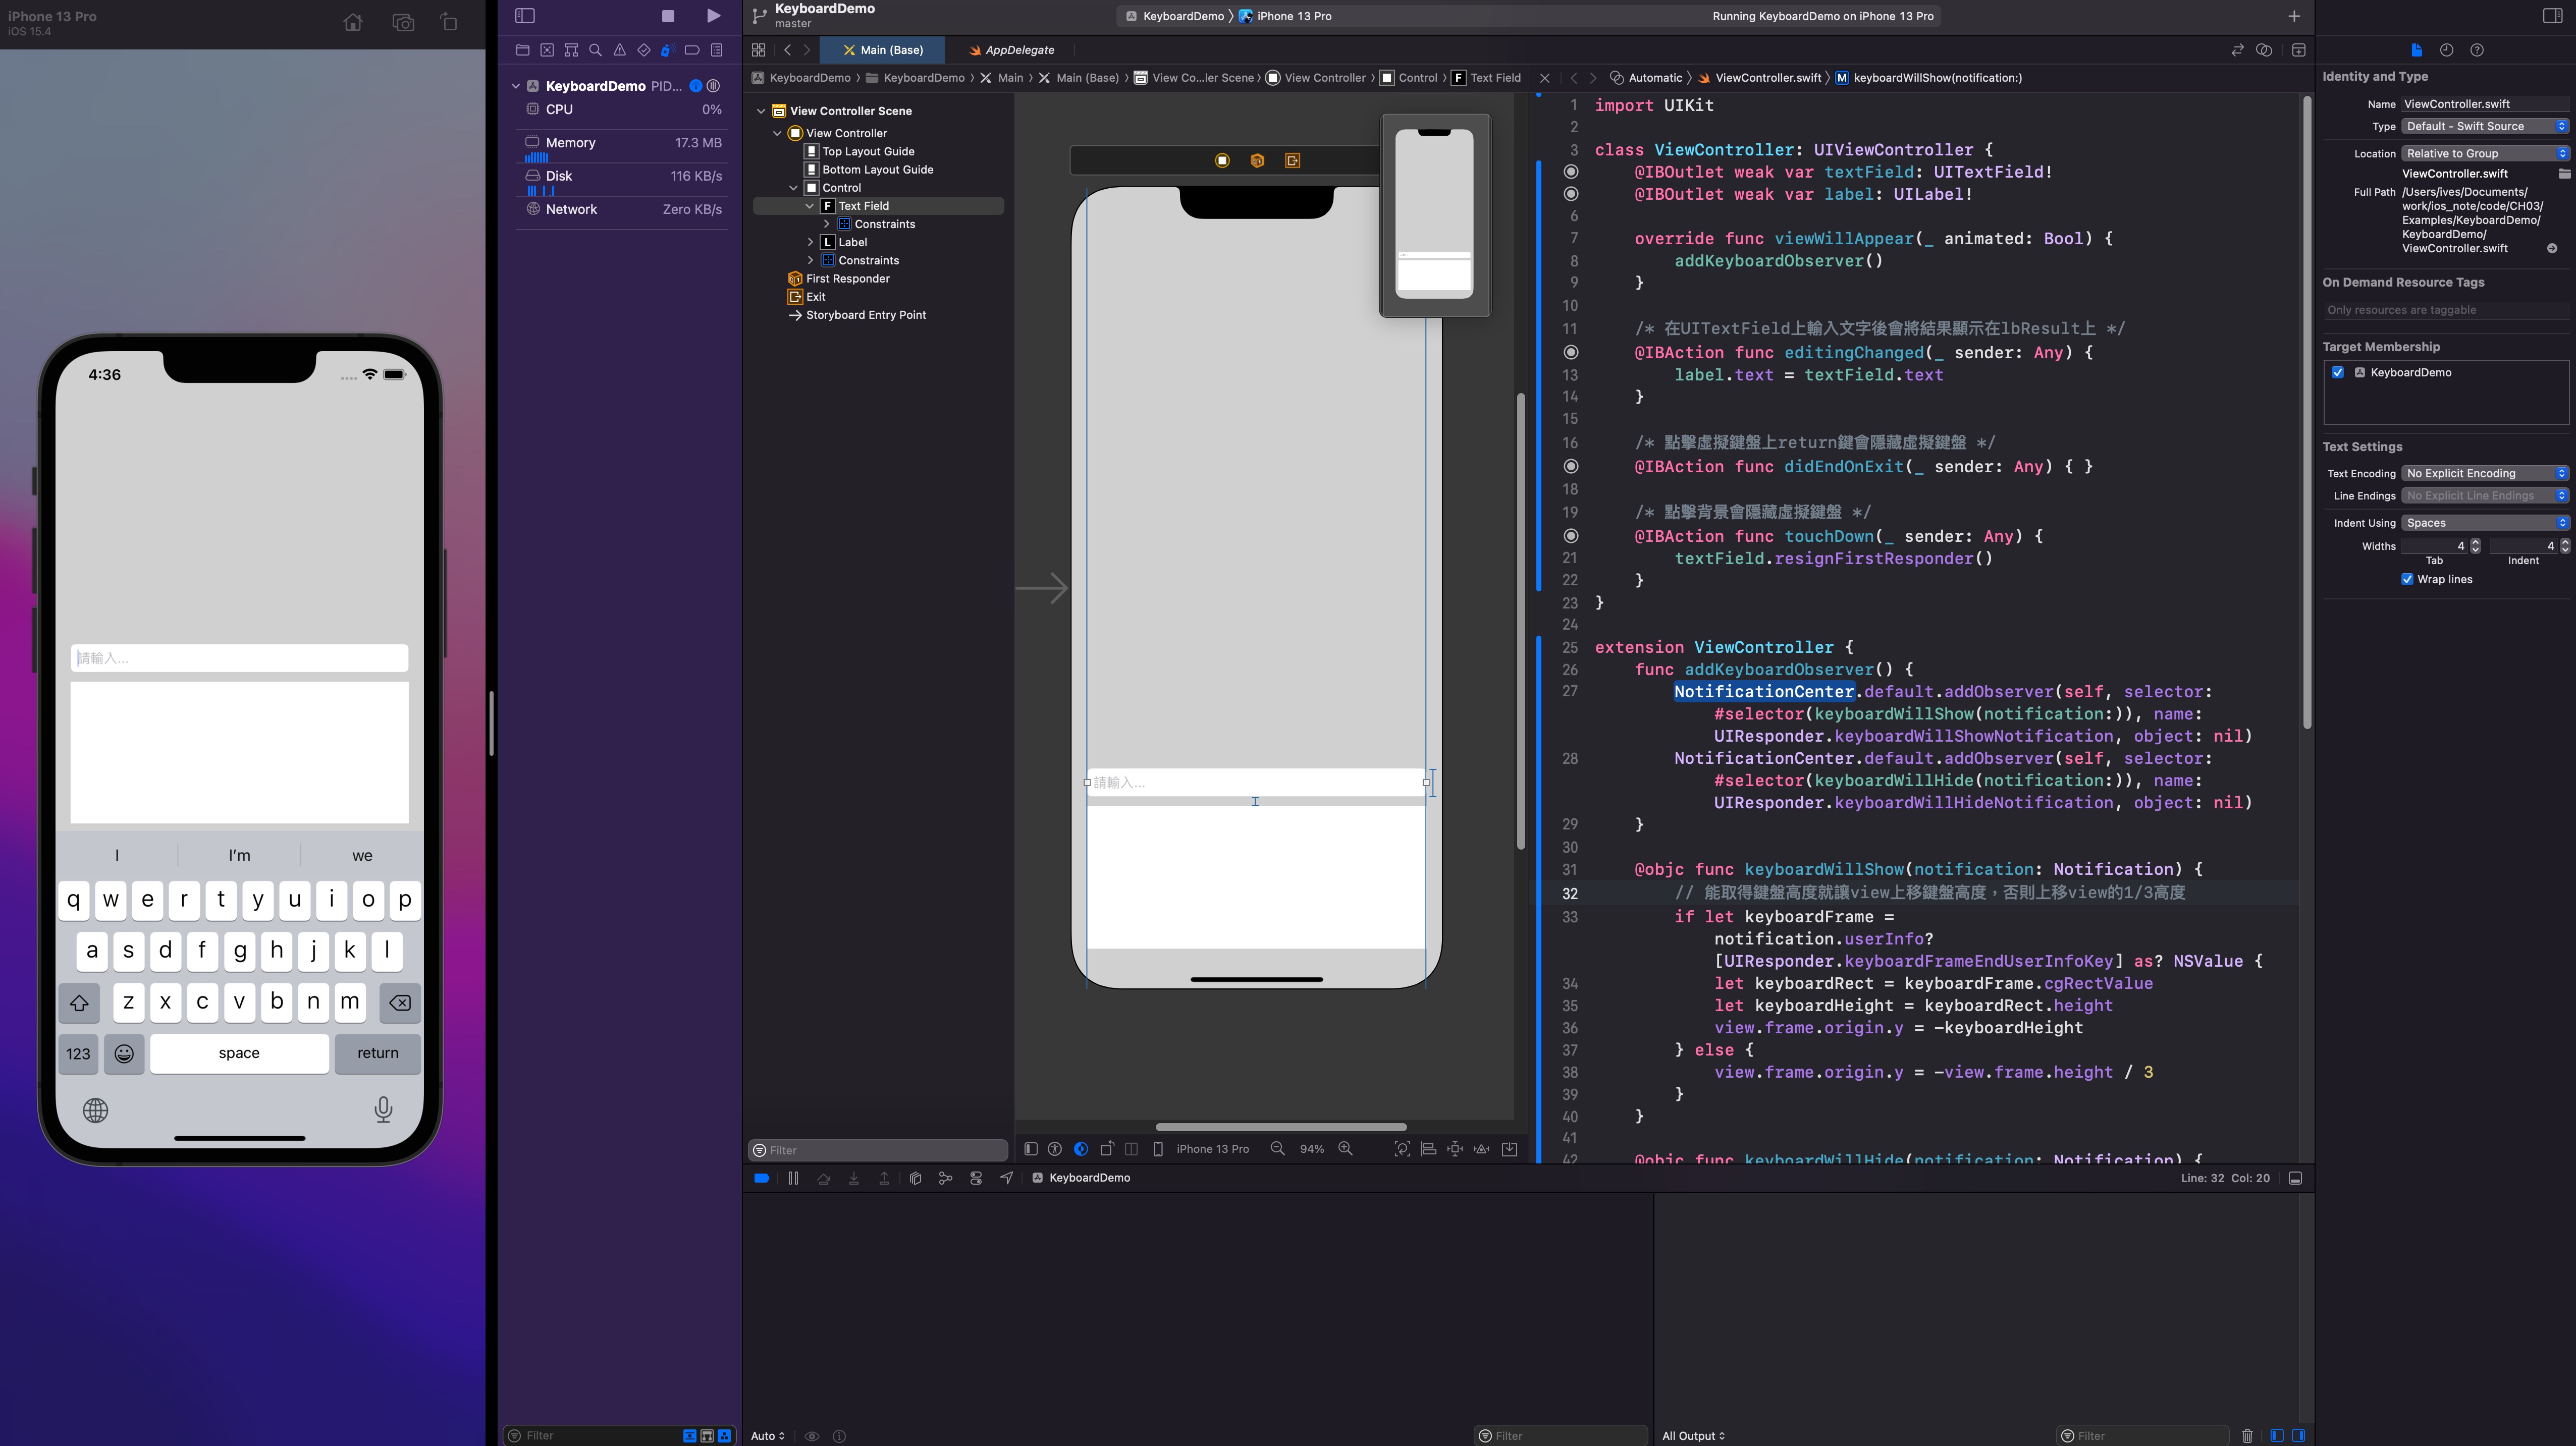 iPhone 13 Pro
iOS 15.4
4:36
請輸入...
I I'm we
q w e r t y u i o p
a s d f g h j k l
z x c v b n m
123 space return
KeyboardDemo PID...
CPU 0%
Memory 17.3 MB
Disk 116 KB/s
Network Zero KB/s
Filter
KeyboardDemo
master
KeyboardDemo 〉 iPhone 13 Pro
Running KeyboardDemo on iPhone 13 Pro
Main (Base) AppDelegate
KeyboardDemo 〉 KeyboardDemo 〉 Main 〉 Main (Base) 〉 View Co...ler Scene 〉 View Controller 〉 Control 〉 F Text Field
View Controller Scene
View Controller
Top Layout Guide
Bottom Layout Guide
Control
F Text Field
Constraints
L Label
Constraints
First Responder
Exit
Storyboard Entry Point
Filter
請輸入...
iPhone 13 Pro 94%
Automatic 〉 ViewController.swift 〉 M keyboardWillShow(notification:)
1 import UIKit
2
3 class ViewController: UIViewController {
@IBOutlet weak var textField: UITextField!
@IBOutlet weak var label: UILabel!
6
7 override func viewWillAppear(_ animated: Bool) {
8 addKeyboardObserver()
9 }
10
11 /* 在UITextField上輸入文字後會將結果顯示在lbResult上 */
@IBAction func editingChanged(_ sender: Any) {
13 label.text = textField.text
14 }
15
16 /* 點擊虛擬鍵盤上return鍵會隱藏虛擬鍵盤 */
@IBAction func didEndOnExit(_ sender: Any) { }
18
19 /* 點擊背景會隱藏虛擬鍵盤 */
@IBAction func touchDown(_ sender: Any) {
21 textField.resignFirstResponder()
22 }
23 }
24
25 extension ViewController {
26 func addKeyboardObserver() {
27 NotificationCenter.default.addObserver(self, selector:
#selector(keyboardWillShow(notification:)), name:
UIResponder.keyboardWillShowNotification, object: nil)
28 NotificationCenter.default.addObserver(self, selector:
#selector(keyboardWillHide(notification:)), name:
UIResponder.keyboardWillHideNotification, object: nil)
29 }
30
31 @objc func keyboardWillShow(notification: Notification) {
32 // 能取得鍵盤高度就讓view上移鍵盤高度，否則上移view的1/3高度
33 if let keyboardFrame =
notification.userInfo?
[UIResponder.keyboardFrameEndUserInfoKey] as? NSValue {
34 let keyboardRect = keyboardFrame.cgRectValue
35 let keyboardHeight = keyboardRect.height
36 view.frame.origin.y = -keyboardHeight
37 } else {
38 view.frame.origin.y = -view.frame.height / 3
39 }
40 }
41
42 @objc func keyboardWillHide(notification: Notification) {
KeyboardDemo
Line: 32 Col: 20
Auto
Filter
All Output
Filter
Identity and Type
Name ViewController.swift
Type Default - Swift Source
Location Relative to Group
ViewController.swift
Full Path /Users/ives/Documents/
work/ios_note/code/CH03/
Examples/KeyboardDemo/
KeyboardDemo/
ViewController.swift
On Demand Resource Tags
Only resources are taggable
Target Membership
KeyboardDemo
Text Settings
Text Encoding No Explicit Encoding
Line Endings No Explicit Line Endings
Indent Using Spaces
Widths 4 4
Tab Indent
Wrap lines